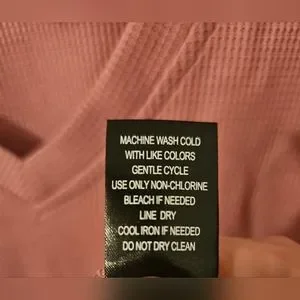 MACHINE WASH COLD
WITH LIKE COLORS
GENTLE CYCLE
USE ONLY NON-CHLORINE
BLEACH IF NEEDED
LINE DRY
COOL IRON IF NEEDED
DO NOT DRY CLEAN